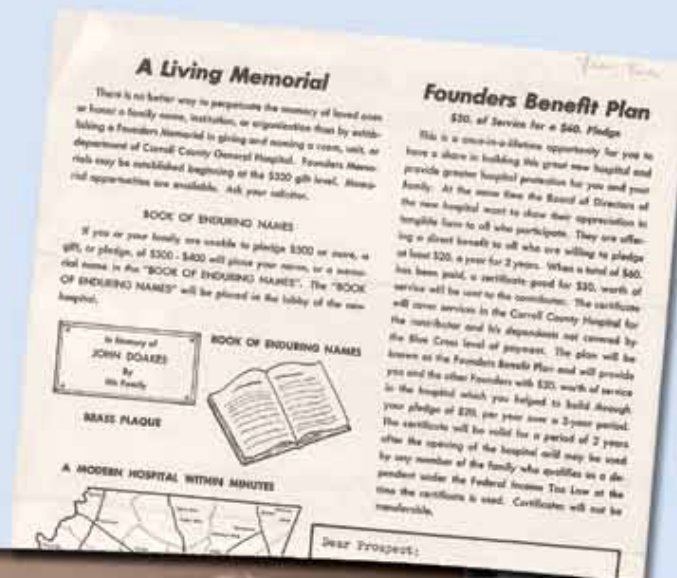 A Living Memorial
There is no better way to perpetuate the memory of loved ones
or honor a family name, institution, or organization than by estab-
lishing a Founders Memorial in giving and naming a room, unit, or
department of Carroll County General Hospital. Founders Memo-
rials may be established beginning at the $500 gift level. Memo-
rial opportunities are available. Ask your solicitor.
BOOK OF ENDURING NAMES
If you or your family are unable to pledge $500 or more, a
gift, or pledge, of $300 - $400 will place your name, or a memo-
rial name in the "BOOK OF ENDURING NAMES". The "BOOK
OF ENDURING NAMES" will be placed in the lobby of the new
hospital.
In Memory of
JOHN DOAKES
By
His Family
BRASS PLAQUE
BOOK OF ENDURING NAMES
A MODERN HOSPITAL WITHIN MINUTES
Founders Benefit Plan
$30. of Service for a $60. Pledge
This is a once-in-a-lifetime opportunity for you to
have a share in building this great new hospital and
provide greater hospital protection for you and your
family. At the same time the Board of Directors of
the new hospital want to show their appreciation in
tangible form to all who participate. They are offer-
ing a direct benefit to all who are willing to pledge
at least $20. a year for 3 years. When a total of $60.
has been paid, a certificate good for $30. worth of
service will be sent to the contributor. The certificate
will cover services in the Carroll County Hospital for
the contributor and his dependents not covered by
the Blue Cross level of payment. The plan will be
known as the Founders Benefit Plan and will provide
you and the other Founders with $30. worth of service
in the hospital which you helped to build through
your pledge of $20. per year over a 3-year period.
The certificate will be valid for a period of 2 years
after the opening of the hospital and may be used
by any member of the family who qualifies as a de-
pendent under the Federal Income Tax Law at the
time the certificate is used. Certificates will not be
transferable.
Dear Prospect: